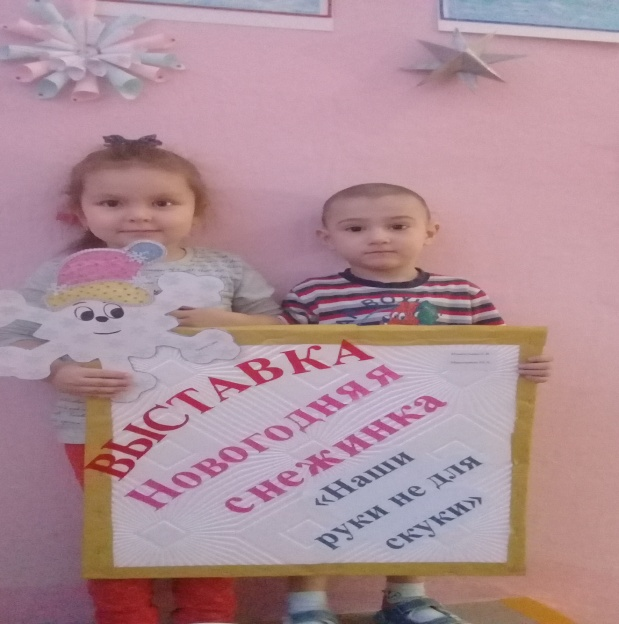 ВЫСТАВКА
Новогодняя
снежинка
«Наши
руки не для
скуки»